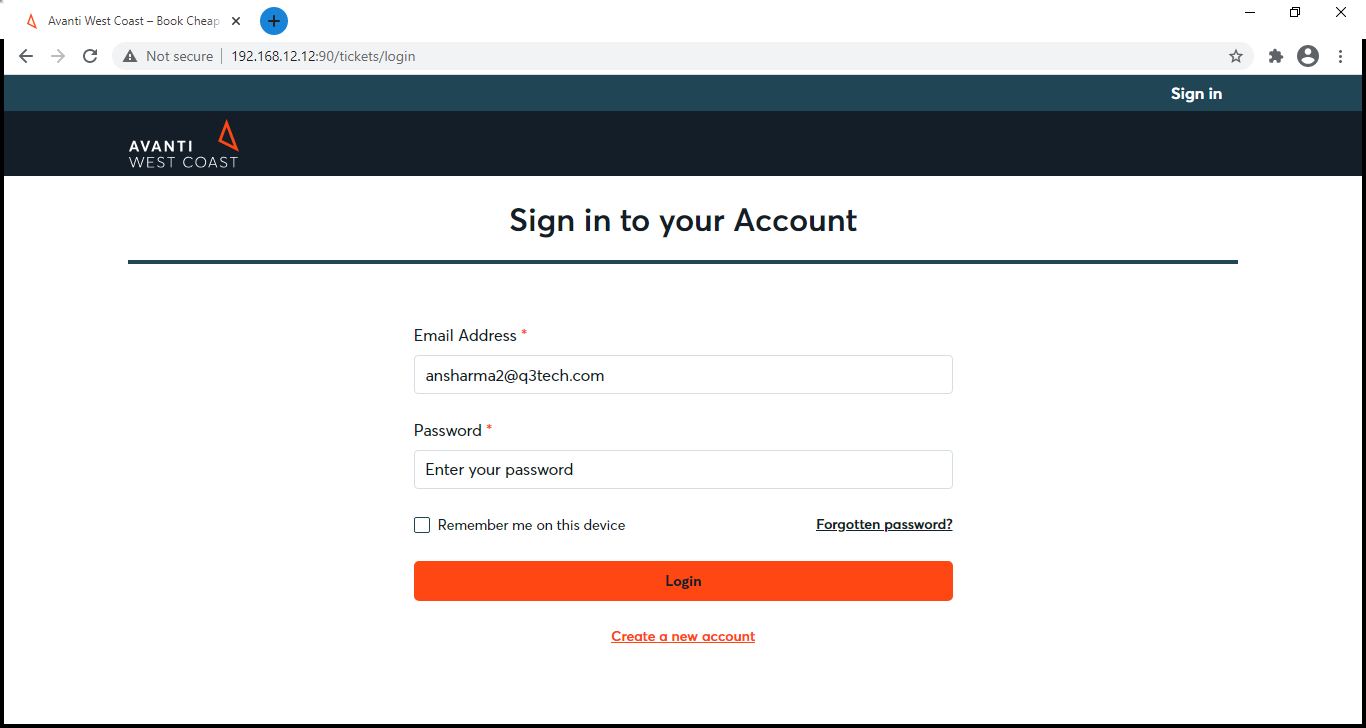 Avanti West Coast – Book Cheap
Not secure
192.168.12.12:90/tickets/login
Sign in
AVANTI
WEST COAST
Sign in to your Account
Email Address *
ansharma2@q3tech.com
Password *
Enter your password
Remember me on this device
Forgotten password?
Login
Create a new account